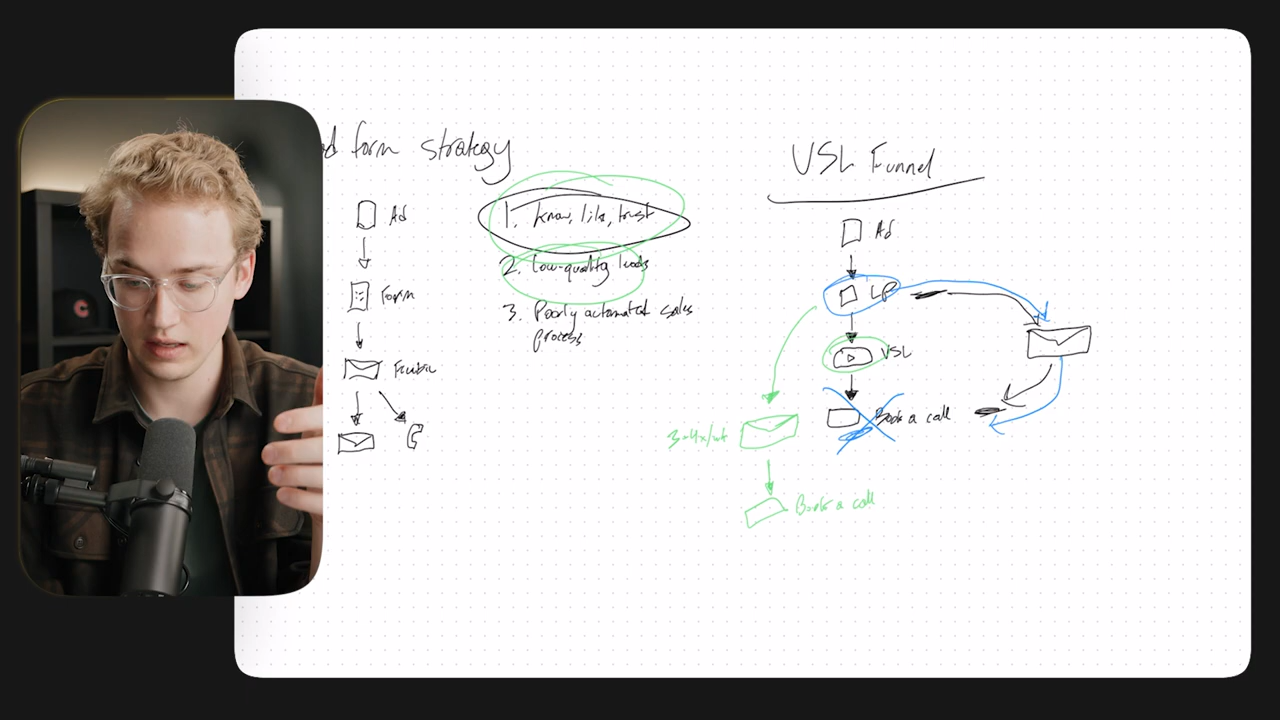 form strategy
Ad
Form
1. know, like, trust
2. Low-quality leads
3. Poorly automated sales
process
VSL Funnel
Ad
LP
VSL
Book a call
Book a call